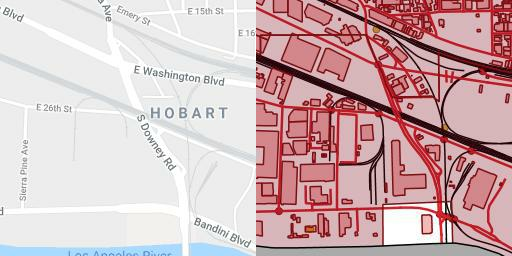 Emery St
E 15th St
E 16
y Blvd
Ave
E Washington Blvd
E 26th St
HOBART
S Downey Rd
Sierra Pine Ave
Bandini Blvd
Los Angeles River